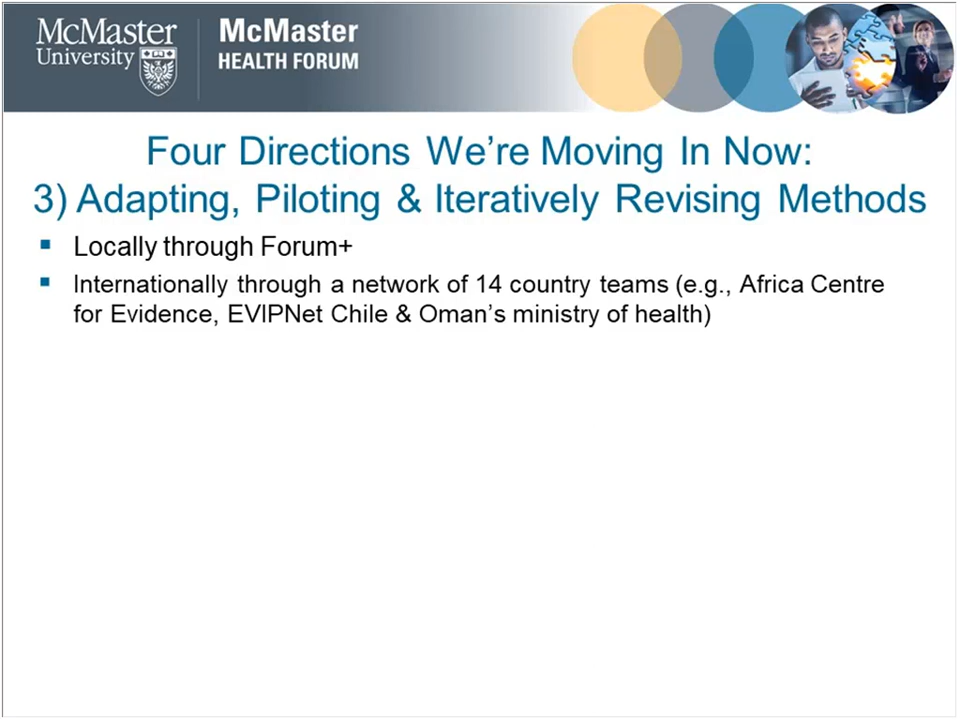 McMaster
University
McMaster
HEALTH FORUM
Four Directions We're Moving In Now:
3) Adapting, Piloting & Iteratively Revising Methods
▪ Locally through Forum+
▪ Internationally through a network of 14 country teams (e.g., Africa Centre
for Evidence, EVIPNet Chile & Oman's ministry of health)